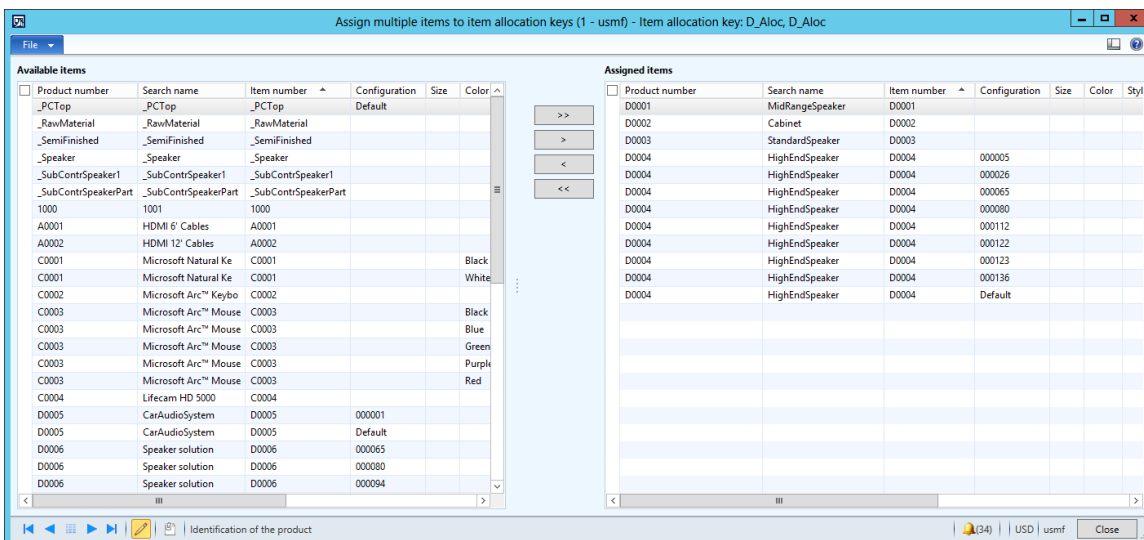 Assign multiple items to item allocation keys (1 - usmf) - Item allocation key: D_Aloc, D_Aloc
File
Available items
Product number Search name Item number Configuration Size Color
_PCTop _PCTop _PCTop Default
_RawMaterial _RawMaterial _RawMaterial
_SemiFinished _SemiFinished _SemiFinished
_Speaker _Speaker _Speaker
_SubContrSpeaker1 _SubContrSpeaker1 _SubContrSpeaker1
_SubContrSpeakerPart _SubContrSpeakerPart _SubContrSpeakerPart
1000 1001 1000
A0001 HDMI 6' Cables A0001
A0002 HDMI 12' Cables A0002
C0001 Microsoft Natural Ke C0001 Black
C0001 Microsoft Natural Ke C0001 White
C0002 Microsoft Arc™ Keybo C0002
C0003 Microsoft Arc™ Mouse C0003 Black
C0003 Microsoft Arc™ Mouse C0003 Blue
C0003 Microsoft Arc™ Mouse C0003 Green
C0003 Microsoft Arc™ Mouse C0003 Purple
C0003 Microsoft Arc™ Mouse C0003 Red
C0004 Lifecam HD 5000 C0004
D0005 CarAudioSystem D0005 000001
D0005 CarAudioSystem D0005 Default
D0006 Speaker solution D0006 000065
D0006 Speaker solution D0006 000080
D0006 Speaker solution D0006 000094
>>
>
<
<<
Assigned items
Product number Search name Item number Configuration Size Color Styl
D0001 MidRangeSpeaker D0001
D0002 Cabinet D0002
D0003 StandardSpeaker D0003
D0004 HighEndSpeaker D0004 000005
D0004 HighEndSpeaker D0004 000026
D0004 HighEndSpeaker D0004 000065
D0004 HighEndSpeaker D0004 000080
D0004 HighEndSpeaker D0004 000112
D0004 HighEndSpeaker D0004 000122
D0004 HighEndSpeaker D0004 000123
D0004 HighEndSpeaker D0004 000136
D0004 HighEndSpeaker D0004 Default
Identification of the product (34) USD usmf Close